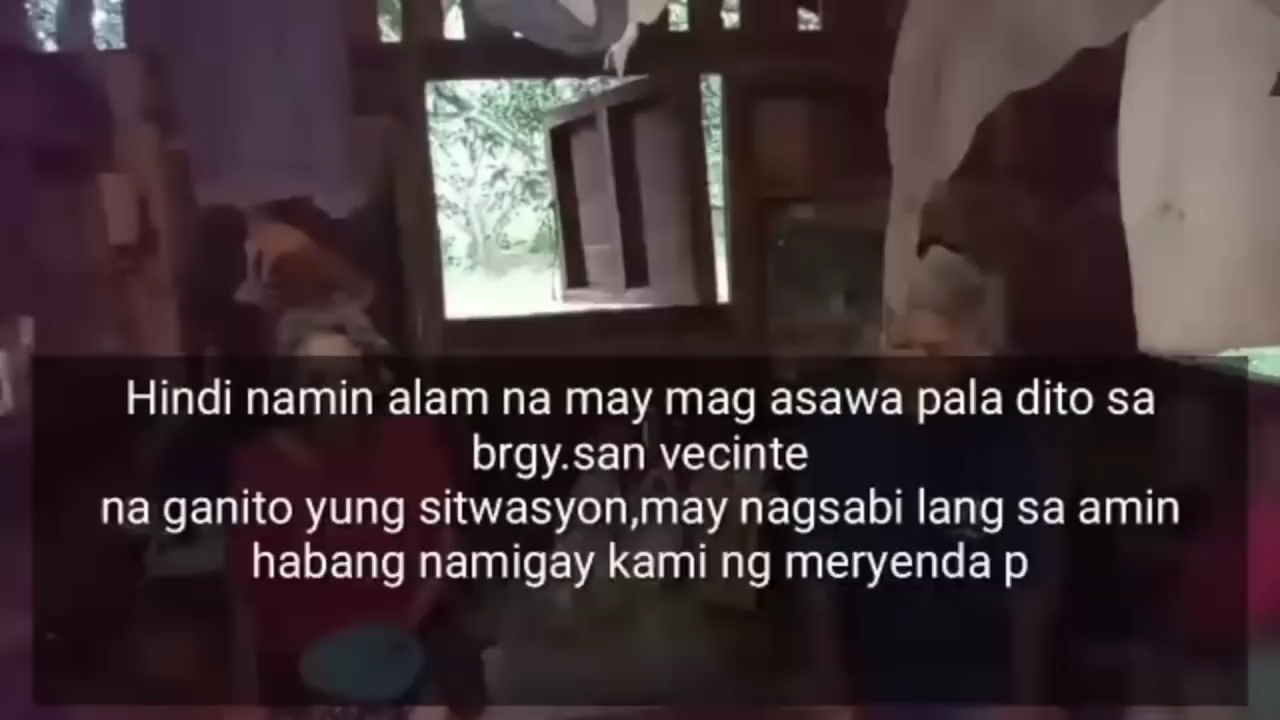 Hindi namin alam na may mag asawa pala dito sa
brgy.san vecinte
na ganito yung sitwasyon,may nagsabi lang sa amin
habang namigay kami ng meryenda p